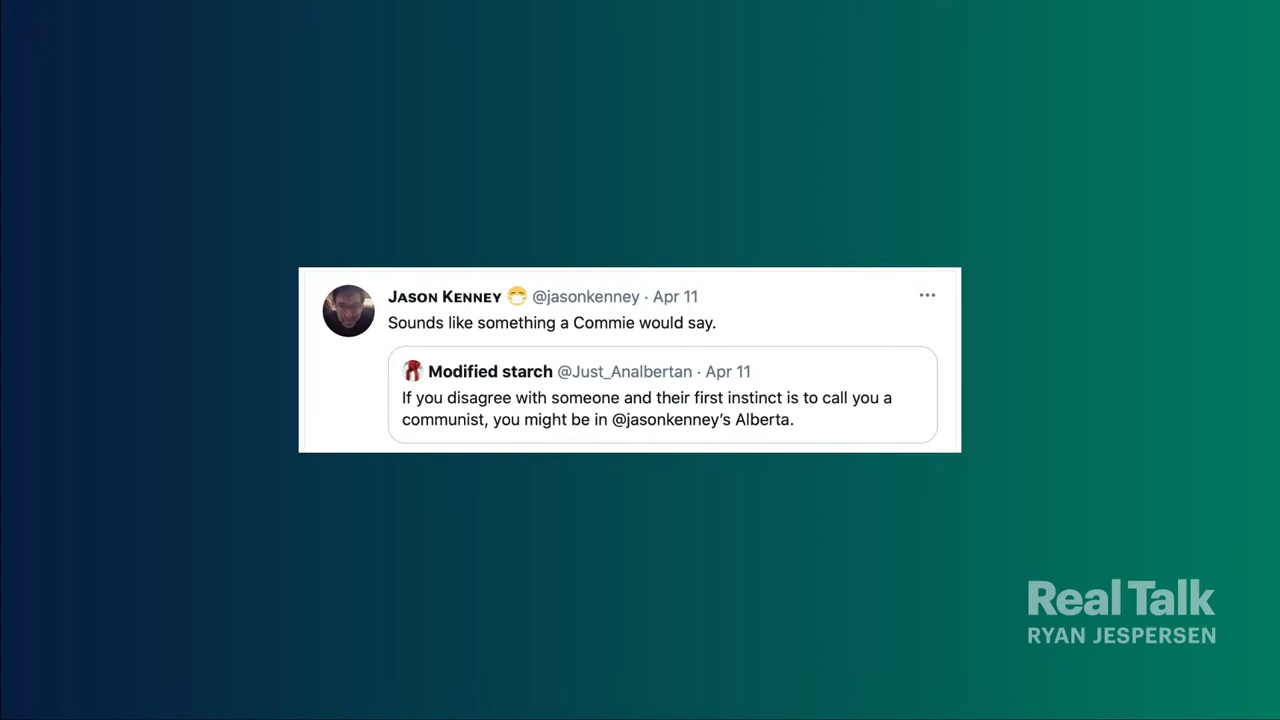 Jason Kenney 😷 @jasonkenney · Apr 11
Sounds like something a Commie would say.
Modified starch @Just_Analbertan · Apr 11
If you disagree with someone and their first instinct is to call you a
communist, you might be in @jasonkenney’s Alberta.
Real Talk
RYAN JESPERSEN